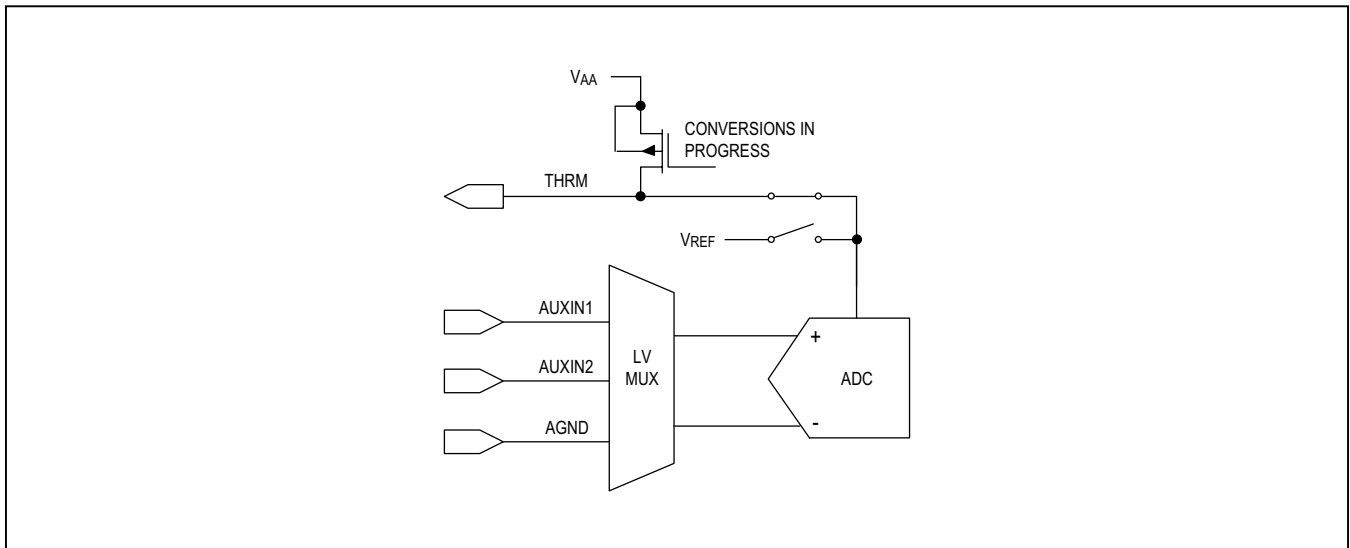 VAA
CONVERSIONS IN
PROGRESS
THRM
VREF
AUXIN1
AUXIN2
AGND
LV
MUX
+
ADC
-